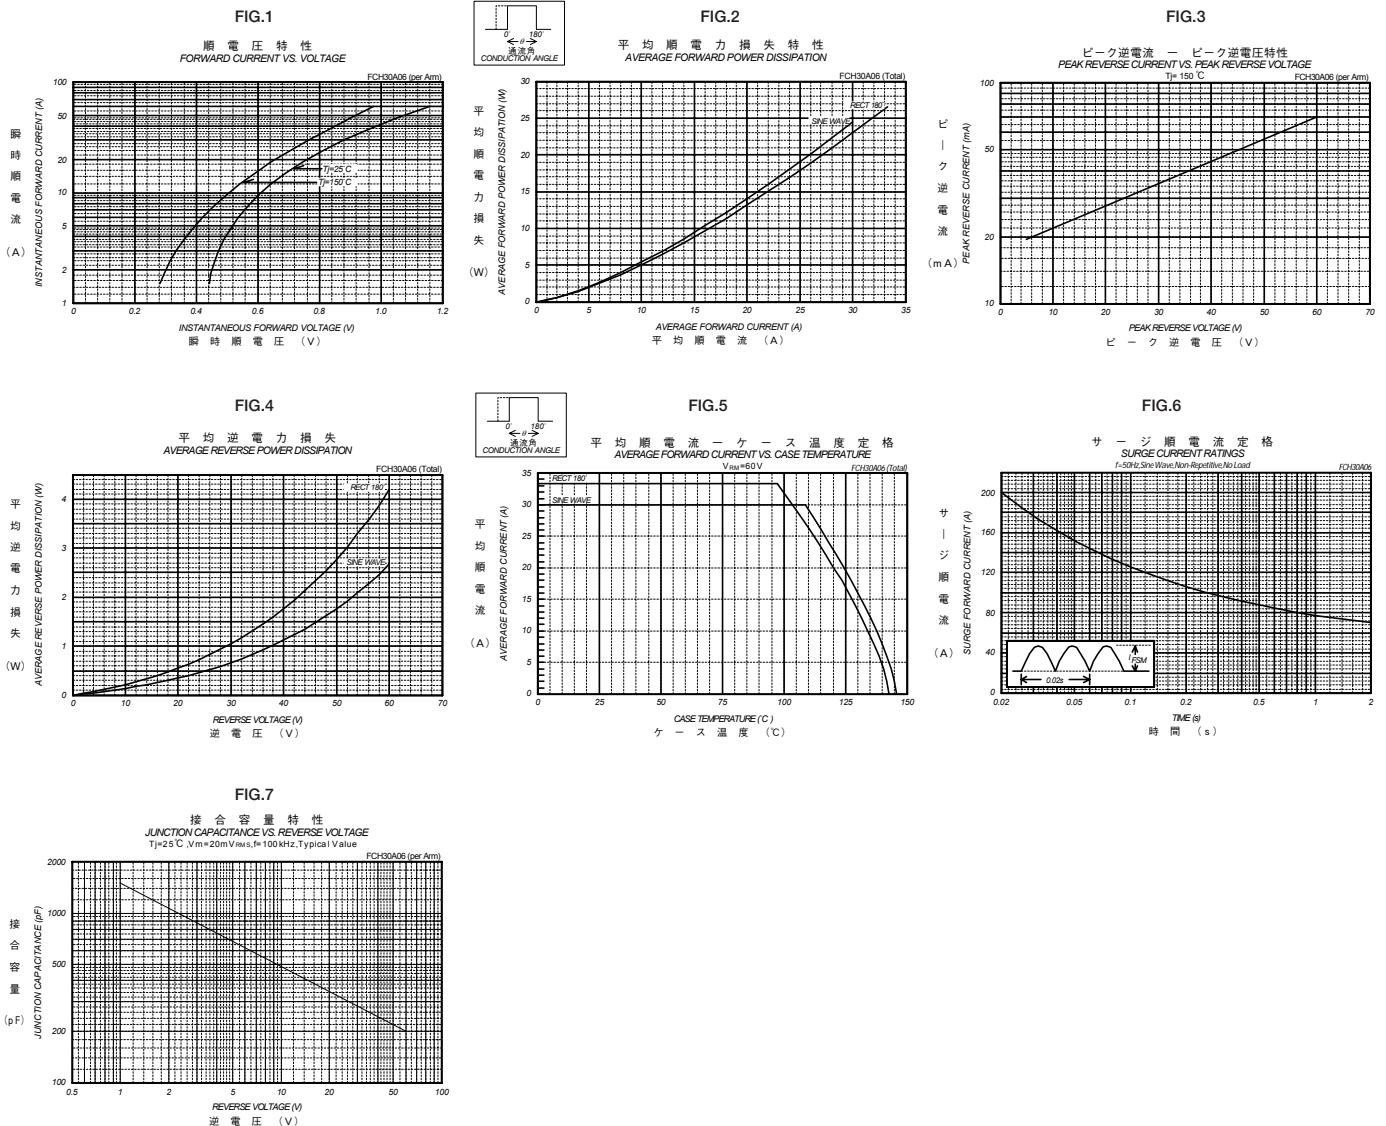 FIG.1
順電圧特性
FORWARD CURRENT VS. VOLTAGE
FCH30A06 (per Arm)
瞬時順電流 (A)
INSTANTANEOUS FORWARD CURRENT (A)
100
50
20
10
5
2
1
Tj=25°C
Tj=150°C
0 0.2 0.4 0.6 0.8 1.0 1.2
INSTANTANEOUS FORWARD VOLTAGE (V)
瞬時順電圧 (V)
0° 180°
θ
通流角
CONDUCTION ANGLE
FIG.2
平均順電力損失特性
AVERAGE FORWARD POWER DISSIPATION
FCH30A06 (Total)
平均順電力損失 (W)
AVERAGE FORWARD POWER DISSIPATION (W)
30
25
20
15
10
5
0
RECT 180°
SINE WAVE
0 5 10 15 20 25 30 35
AVERAGE FORWARD CURRENT (A)
平均順電流 (A)
FIG.3
ピーク逆電流 ー ピーク逆電圧特性
PEAK REVERSE CURRENT VS. PEAK REVERSE VOLTAGE
Tj= 150 °C
FCH30A06 (per Arm)
ピーク逆電流 (mA)
PEAK REVERSE CURRENT (mA)
100
50
20
10
0 10 20 30 40 50 60 70
PEAK REVERSE VOLTAGE (V)
ピーク逆電圧 (V)
FIG.4
平均逆電力損失
AVERAGE REVERSE POWER DISSIPATION
FCH30A06 (Total)
平均逆電力損失 (W)
AVERAGE REVERSE POWER DISSIPATION (W)
4
3
2
1
0
RECT 180°
SINE WAVE
0 10 20 30 40 50 60 70
REVERSE VOLTAGE (V)
逆電圧 (V)
0° 180°
θ
通流角
CONDUCTION ANGLE
FIG.5
平均順電流ーケース温度定格
AVERAGE FORWARD CURRENT VS. CASE TEMPERATURE
VRM=60V
FCH30A06 (Total)
平均順電流 (A)
AVERAGE FORWARD CURRENT (A)
35
30
25
20
15
10
5
0
RECT 180°
SINE WAVE
0 25 50 75 100 125 150
CASE TEMPERATURE (°C)
ケース温度 (℃)
FIG.6
サージ順電流定格
SURGE CURRENT RATINGS
f=50Hz,Sine Wave,Non-Repetitive,No Load
FCH30A06
サージ順電流 (A)
SURGE FORWARD CURRENT (A)
200
160
120
80
40
0
IFSM
0.02s
0.02 0.05 0.1 0.2 0.5 1 2
TIME (s)
時間 (s)
FIG.7
接合容量特性
JUNCTION CAPACITANCE VS. REVERSE VOLTAGE
Tj=25℃,Vm=20mVRMS,f=100kHz,Typical Value
FCH30A06 (per Arm)
接合容量 (pF)
JUNCTION CAPACITANCE (pF)
2000
1000
500
200
100
0.5 1 2 5 10 20 50 100
REVERSE VOLTAGE (V)
逆電圧 (V)